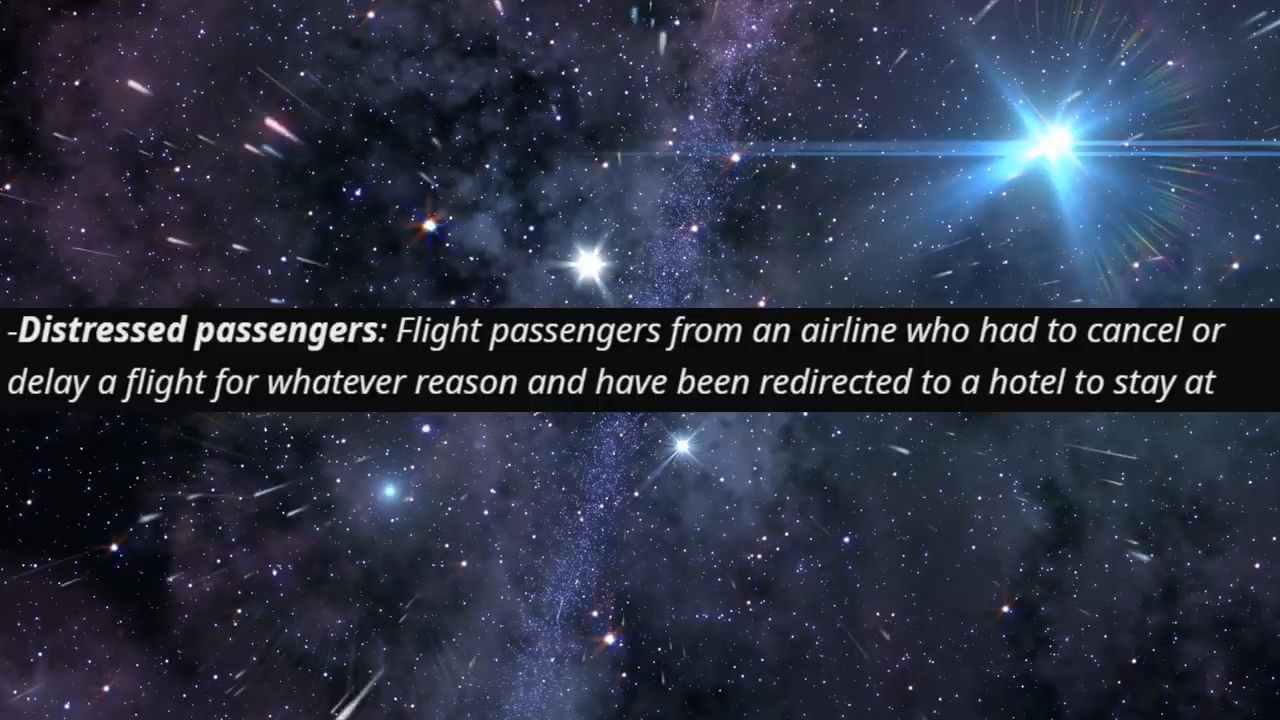 -Distressed passengers: Flight passengers from an airline who had to cancel or
delay a flight for whatever reason and have been redirected to a hotel to stay at